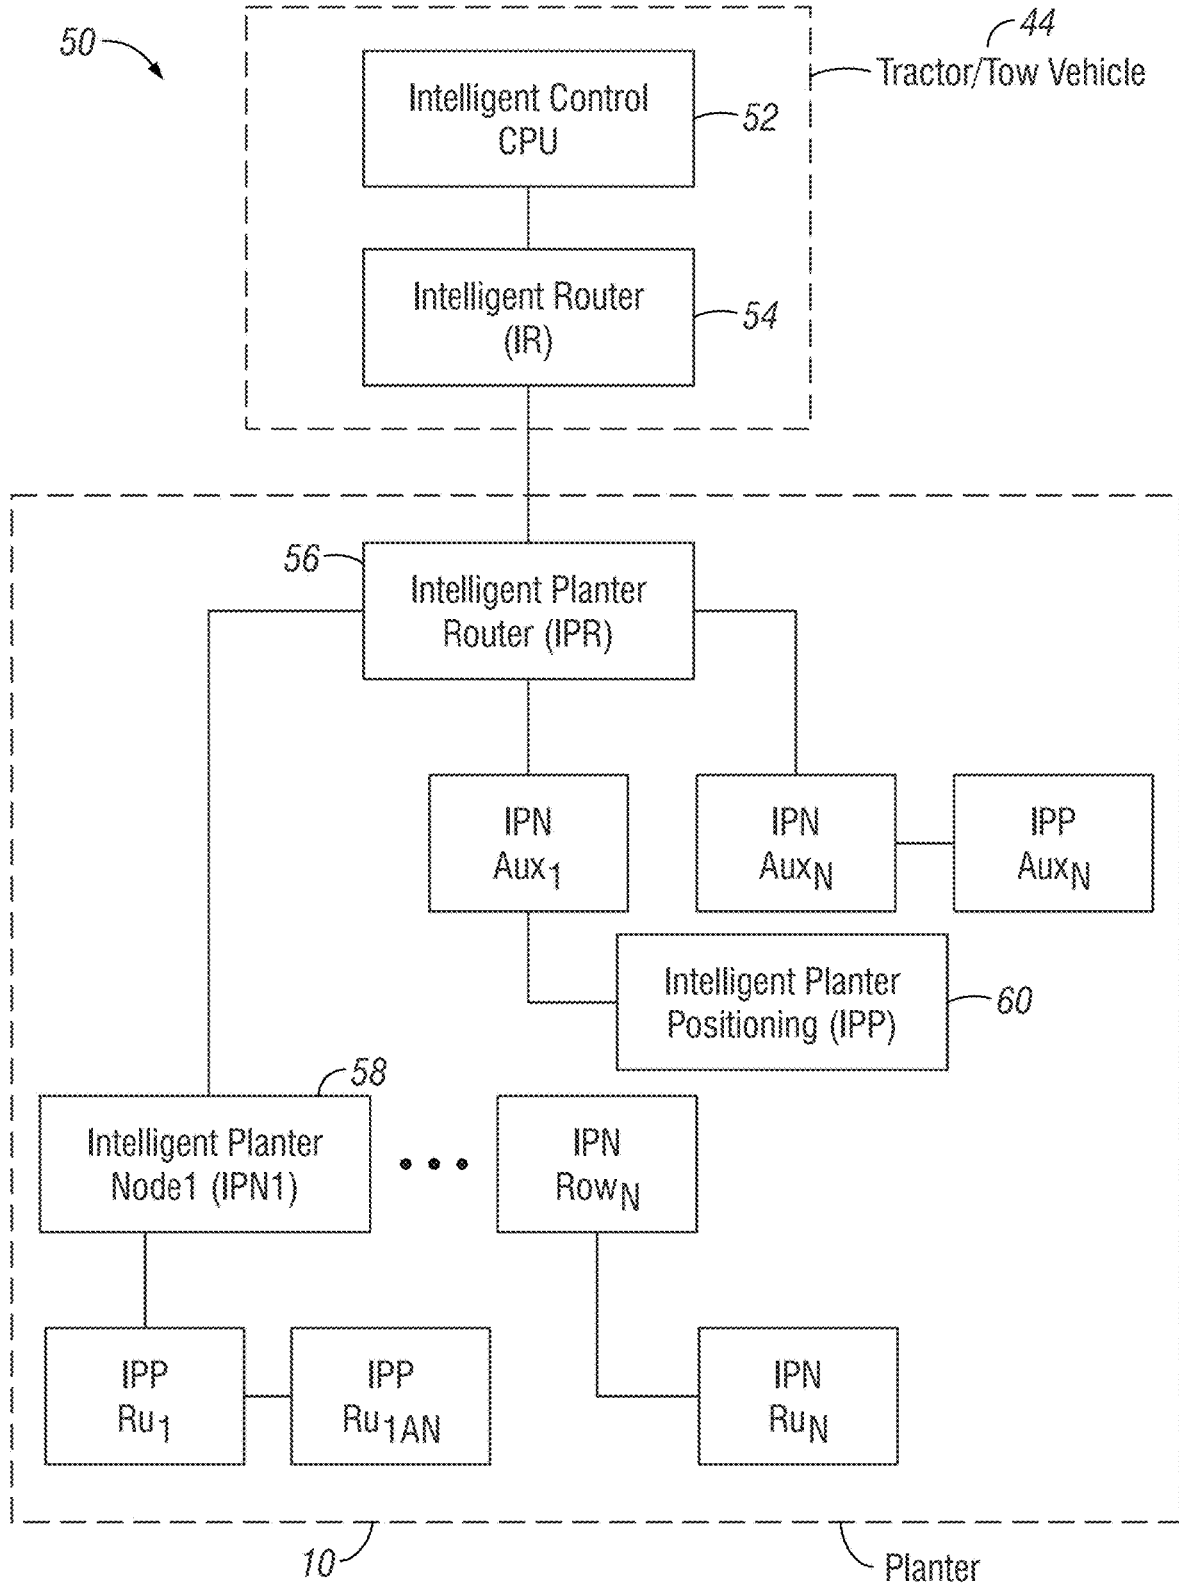 50
44
Tractor/Tow Vehicle
Intelligent Control
CPU
52
Intelligent Router
(IR)
54
56
Intelligent Planter
Router (IPR)
IPN
Aux1
IPN
AuxN
IPP
AuxN
Intelligent Planter
Positioning (IPP)
60
58
Intelligent Planter
Node1 (IPN1)
• • •
IPN
RowN
IPP
Ru1
IPP
Ru1AN
IPN
RuN
10
Planter